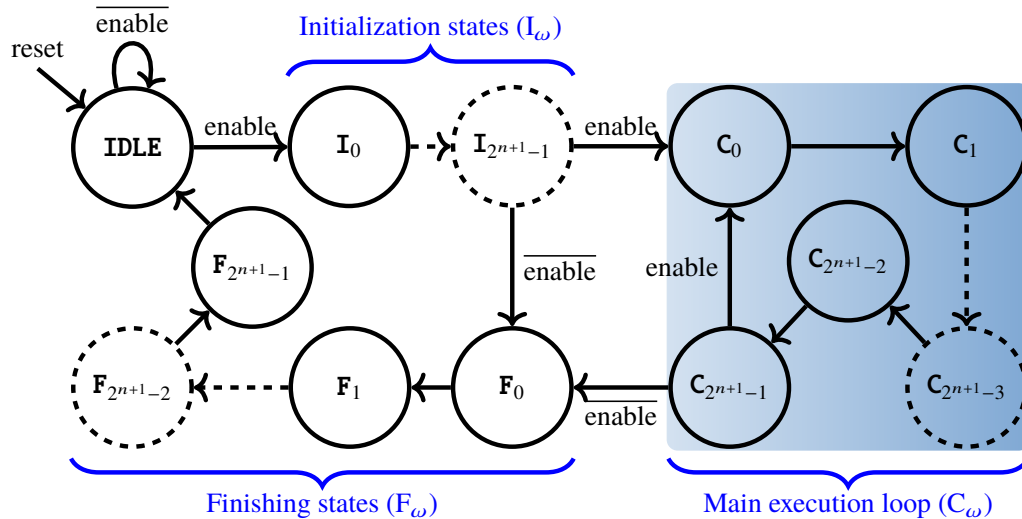 enable
Initialization states (I_ω)
reset
IDLE
enable
I_0
I_{2^{n+1}-1}
enable
C_0
C_1
F_{2^{n+1}-1}
enable
enable
C_{2^{n+1}-2}
F_{2^{n+1}-2}
F_1
F_0
enable
C_{2^{n+1}-1}
C_{2^{n+1}-3}
Finishing states (F_ω)
Main execution loop (C_ω)